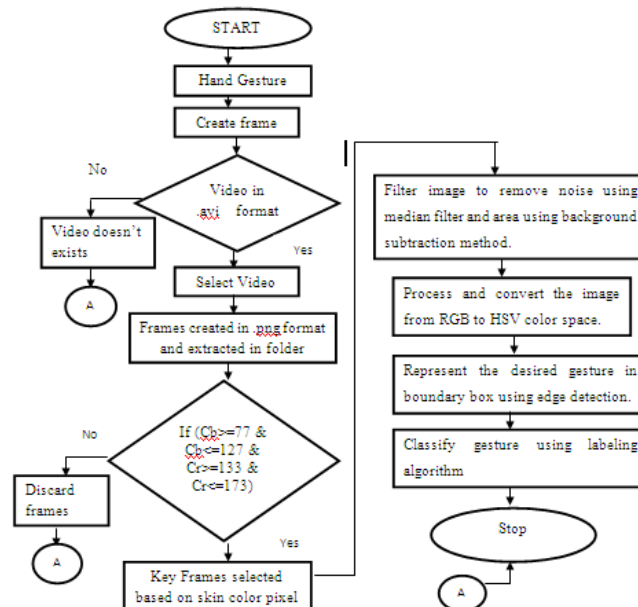 START
Hand Gesture
Create frame
No
Video in
.avi format
Video doesn't
exists
Yes
A
Select Video
Frames created in .png format
and extracted in folder
If (Cb>=77 &
Cb<=127 &
Cr>=133 &
Cr<=173)
No
Discard
frames
Yes
A
Key Frames selected
based on skin color pixel
Filter image to remove noise using
median filter and area using background
subtraction method.
Process and convert the image
from RGB to HSV color space.
Represent the desired gesture in
boundary box using edge detection.
Classify gesture using labeling
algorithm
Stop
A